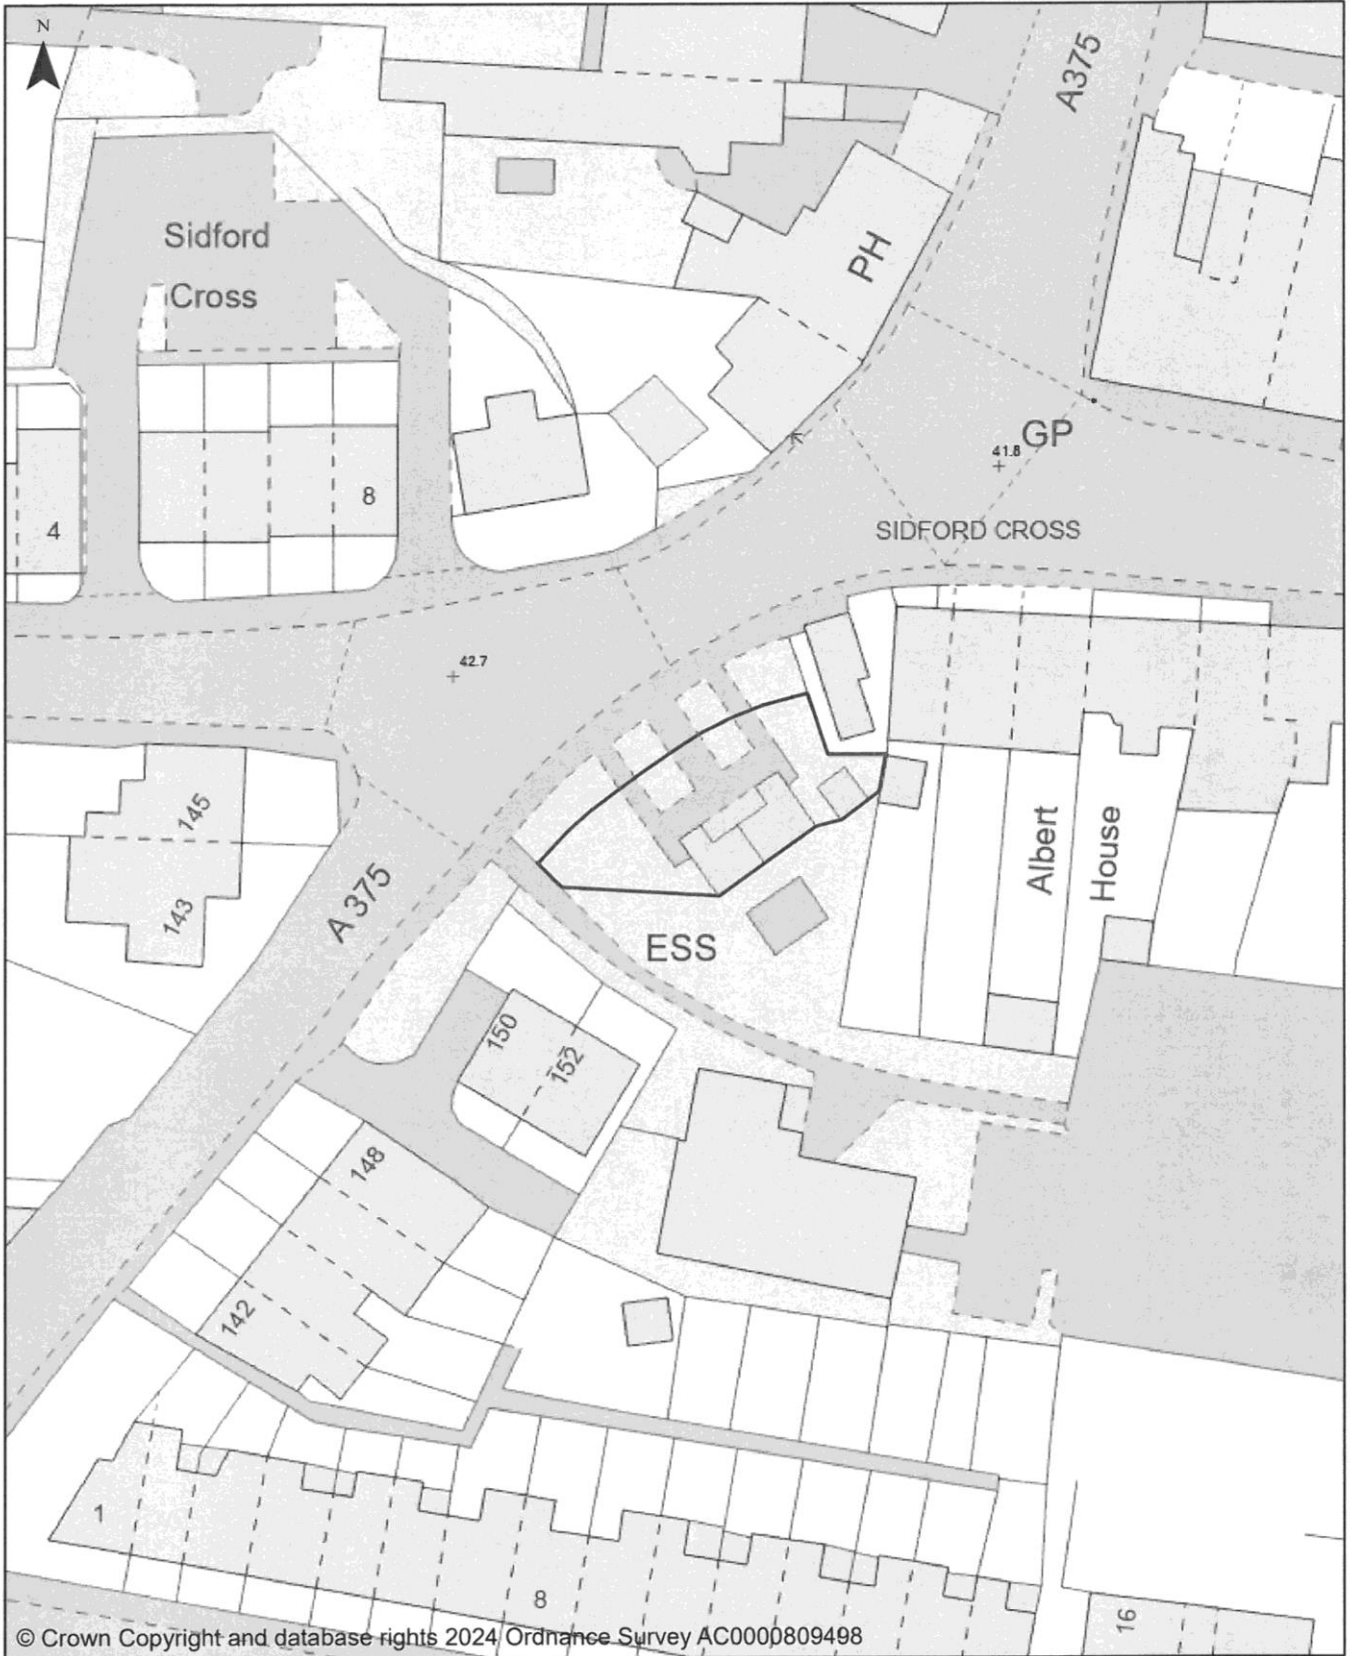 N
A375
Sidford
Cross
PH
GP
41.8
8
4
SIDFORD CROSS
42.7
145
143
A 375
Albert
House
ESS
150
152
148
142
1
8
16
© Crown Copyright and database rights 2024 Ordnance Survey AC0000809498